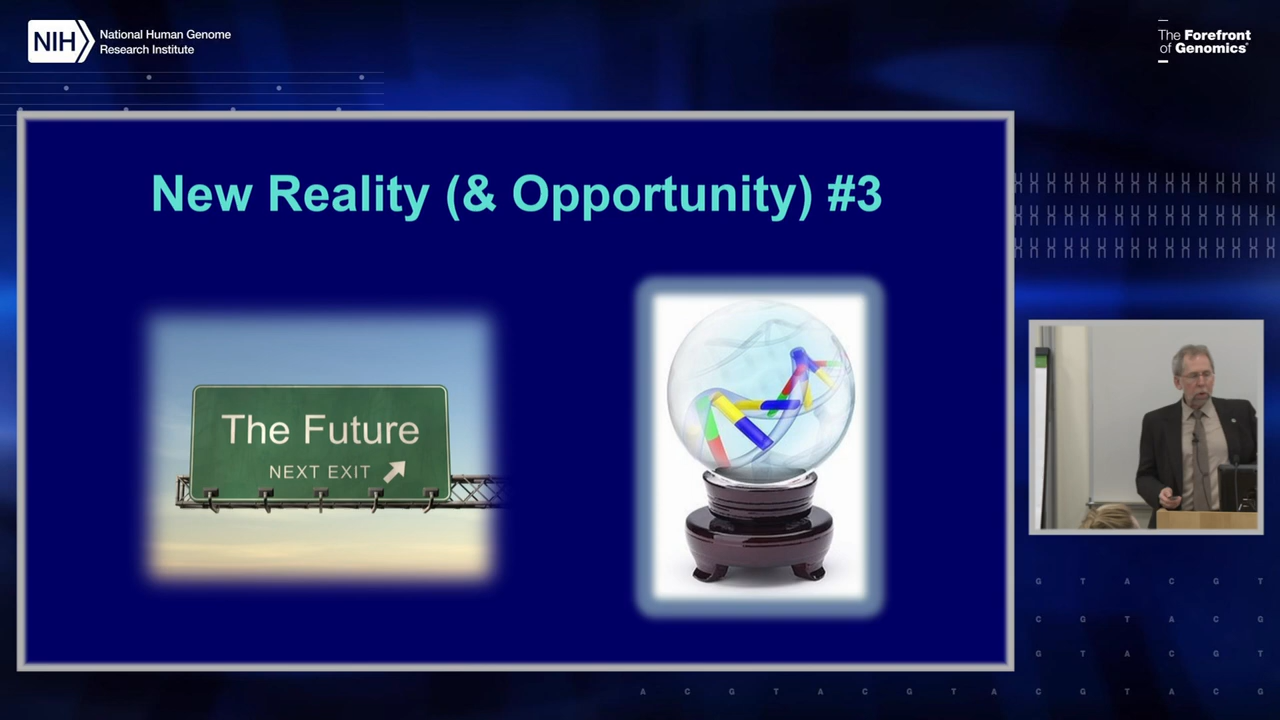 NIH
National Human Genome
Research Institute
The Forefront
of Genomics®
New Reality (& Opportunity) #3
The Future
NEXT EXIT
G T A C G T
C G T A C G
G T A C G T
A C G T A C G T A C G T A C G